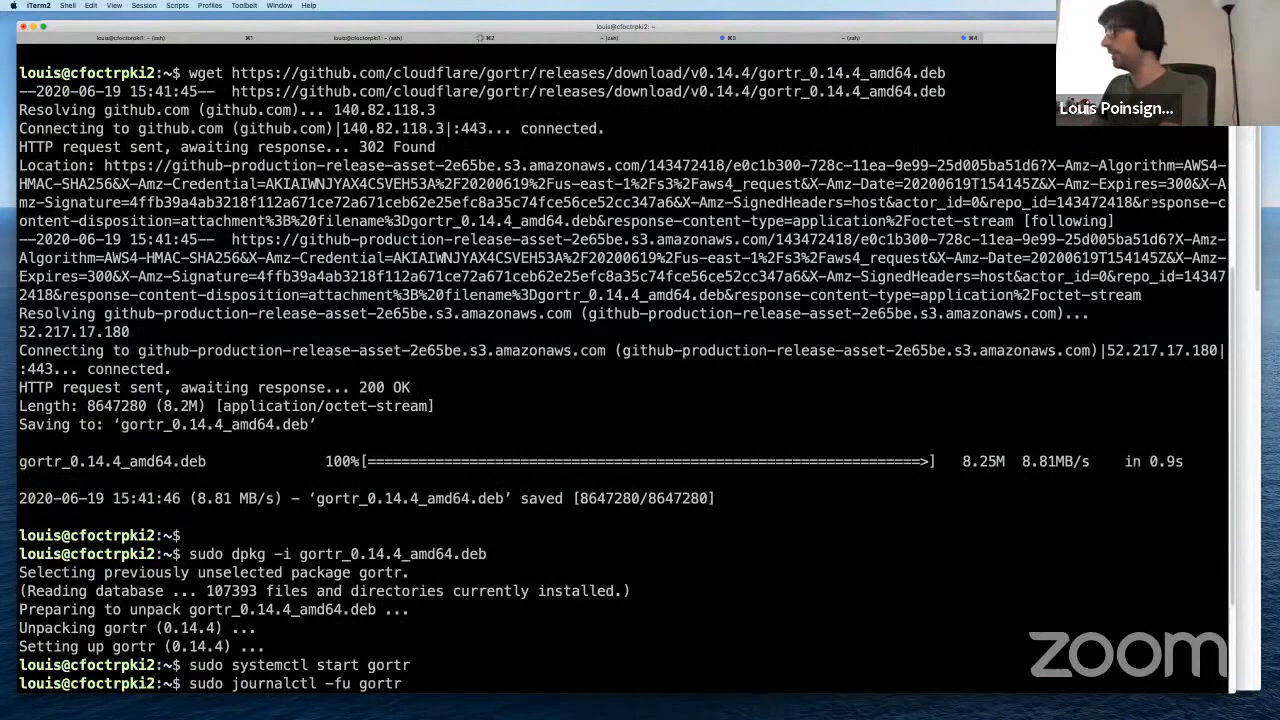 iTerm2 Shell Edit View Session Scripts Profiles Toolbelt Window Help
louis@cfoctrpki2: ~
louis@cfoctorpki1: ~ (ssh) ⌘1 louis@cfoctorpki1: ~ (ssh) ⌘2 ~ (zsh) ⌘3 ~ (zsh) ⌘4
louis@cfoctrpki2:~$ wget https://github.com/cloudflare/gortr/releases/download/v0.14.4/gortr_0.14.4_amd64.deb
--2020-06-19 15:41:45-- https://github.com/cloudflare/gortr/releases/download/v0.14.4/gortr_0.14.4_amd64.deb
Resolving github.com (github.com)... 140.82.118.3
Connecting to github.com (github.com)|140.82.118.3|:443... connected.
HTTP request sent, awaiting response... 302 Found
Location: https://github-production-release-asset-2e65be.s3.amazonaws.com/143472418/e0c1b300-728c-11ea-9e99-25d005ba51d6?X-Amz-Algorithm=AWS4-
HMAC-SHA256&X-Amz-Credential=AKIAIWNJYAX4CSVEH53A%2F20200619%2Fus-east-1%2Fs3%2Faws4_request&X-Amz-Date=20200619T154145Z&X-Amz-Expires=300&X-A
mz-Signature=4ffb39a4ab3218f112a671ce72a671ceb62e25efc8a35c74fce56ce52cc347a6&X-Amz-SignedHeaders=host&actor_id=0&repo_id=143472418&response-c
ontent-disposition=attachment%3B%20filename%3Dgortr_0.14.4_amd64.deb&response-content-type=application%2Foctet-stream [following]
--2020-06-19 15:41:45-- https://github-production-release-asset-2e65be.s3.amazonaws.com/143472418/e0c1b300-728c-11ea-9e99-25d005ba51d6?X-Amz-
Algorithm=AWS4-HMAC-SHA256&X-Amz-Credential=AKIAIWNJYAX4CSVEH53A%2F20200619%2Fus-east-1%2Fs3%2Faws4_request&X-Amz-Date=20200619T154145Z&X-Amz-
Expires=300&X-Amz-Signature=4ffb39a4ab3218f112a671ce72a671ceb62e25efc8a35c74fce56ce52cc347a6&X-Amz-SignedHeaders=host&actor_id=0&repo_id=14347
2418&response-content-disposition=attachment%3B%20filename%3Dgortr_0.14.4_amd64.deb&response-content-type=application%2Foctet-stream
Resolving github-production-release-asset-2e65be.s3.amazonaws.com (github-production-release-asset-2e65be.s3.amazonaws.com)...
52.217.17.180
Connecting to github-production-release-asset-2e65be.s3.amazonaws.com (github-production-release-asset-2e65be.s3.amazonaws.com)|52.217.17.180|
:443... connected.
HTTP request sent, awaiting response... 200 OK
Length: 8647280 (8.2M) [application/octet-stream]
Saving to: ‘gortr_0.14.4_amd64.deb’
gortr_0.14.4_amd64.deb 100%[==================================================================>] 8.25M 8.81MB/s in 0.9s
2020-06-19 15:41:46 (8.81 MB/s) - ‘gortr_0.14.4_amd64.deb’ saved [8647280/8647280]
louis@cfoctrpki2:~$
louis@cfoctrpki2:~$ sudo dpkg -i gortr_0.14.4_amd64.deb
Selecting previously unselected package gortr.
(Reading database ... 107393 files and directories currently installed.)
Preparing to unpack gortr_0.14.4_amd64.deb ...
Unpacking gortr (0.14.4) ...
Setting up gortr (0.14.4) ...
louis@cfoctrpki2:~$ sudo systemctl start gortr
louis@cfoctrpki2:~$ sudo journalctl -fu gortr
Louis Poinsign...
zoom